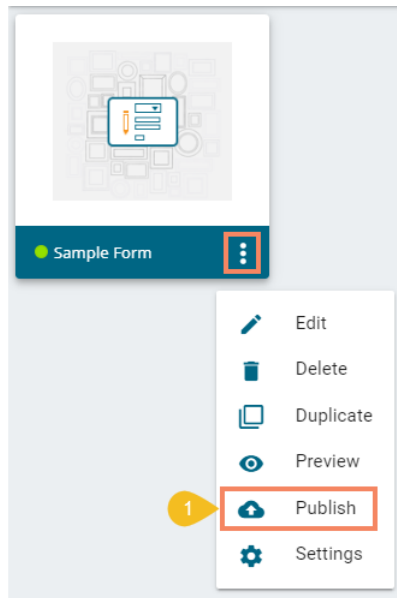 Sample Form
Edit
Delete
Duplicate
Preview
1
Publish
Settings